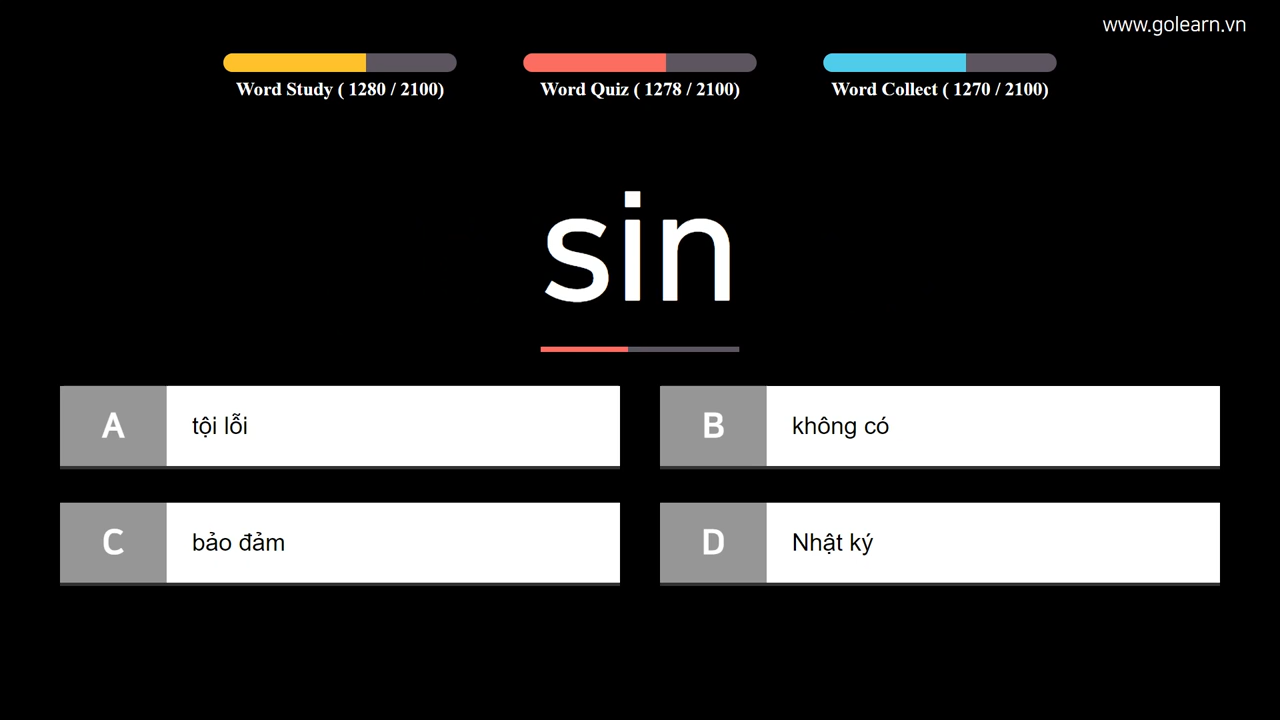 www.golearn.vn
Word Study ( 1280 / 2100)
Word Quiz ( 1278 / 2100)
Word Collect ( 1270 / 2100)
sin
A tội lỗi
B không có
C bảo đảm
D Nhật ký